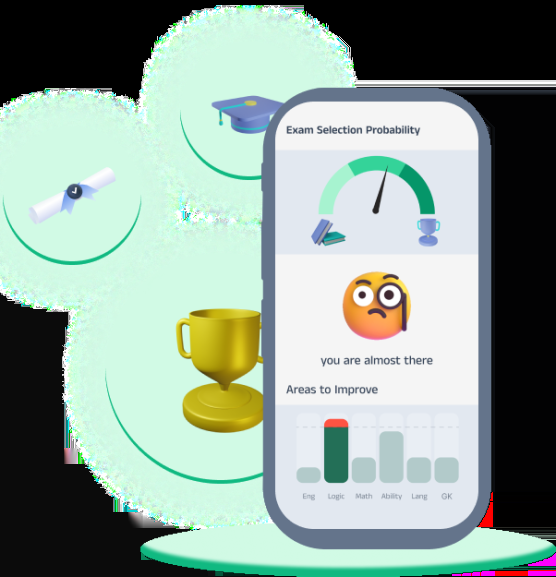 Exam Selection Probability
you are almost there
Areas to Improve
Eng Logic Math Ability Lang GK